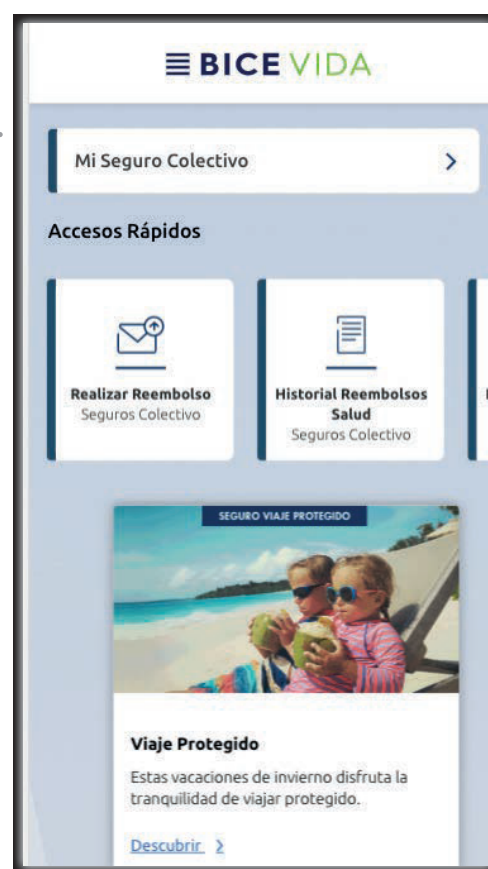 BICE VIDA
Mi Seguro Colectivo
Accesos Rápidos
Realizar Reembolso
Seguros Colectivo
Historial Reembolsos
Salud
Seguros Colectivo
SEGURO VIAJE PROTEGIDO
Viaje Protegido
Estas vacaciones de invierno disfruta la
tranquilidad de viajar protegido.
Descubrir